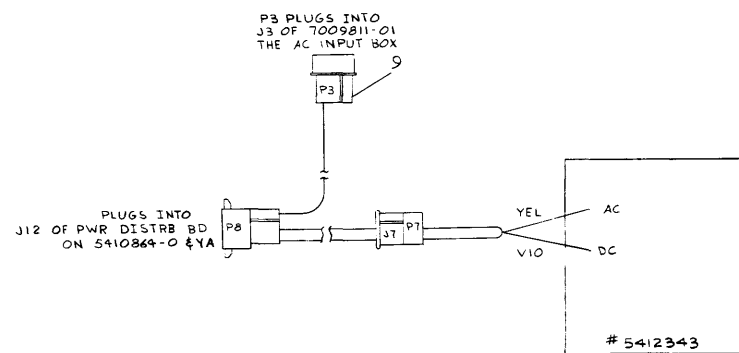 P3 PLUGS INTO
J3 OF 7009811-01
THE AC INPUT BOX
9
P3
PLUGS INTO
J12 OF PWR DISTRB BD
ON 5410864-0 &YA
P8
J7
P7
YEL
AC
VIO
DC
# 5412343